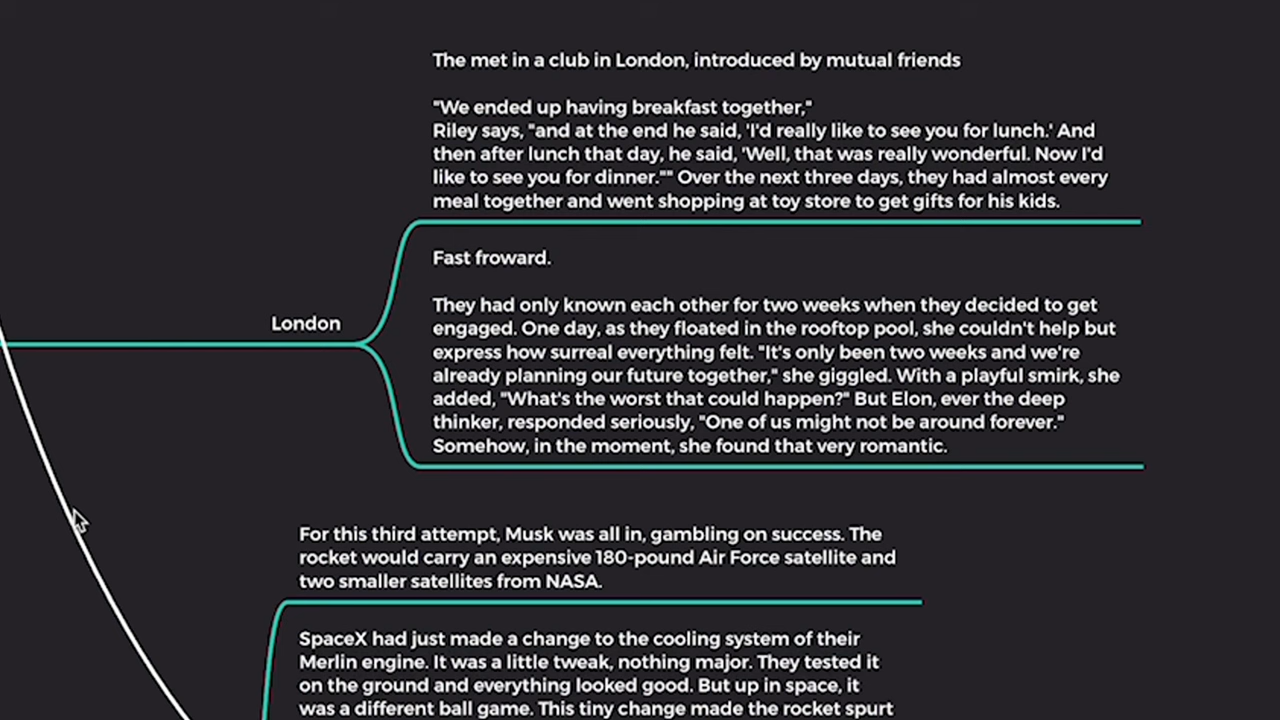 The met in a club in London, introduced by mutual friends
"We ended up having breakfast together,"
Riley says, "and at the end he said, 'I'd really like to see you for lunch.' And
then after lunch that day, he said, 'Well, that was really wonderful. Now I'd
like to see you for dinner."" Over the next three days, they had almost every
meal together and went shopping at toy store to get gifts for his kids.
Fast froward.
They had only known each other for two weeks when they decided to get
engaged. One day, as they floated in the rooftop pool, she couldn't help but
express how surreal everything felt. "It's only been two weeks and we're
already planning our future together," she giggled. With a playful smirk, she
added, "What's the worst that could happen?" But Elon, ever the deep
thinker, responded seriously, "One of us might not be around forever."
Somehow, in the moment, she found that very romantic.
London
For this third attempt, Musk was all in, gambling on success. The
rocket would carry an expensive 180-pound Air Force satellite and
two smaller satellites from NASA.
SpaceX had just made a change to the cooling system of their
Merlin engine. It was a little tweak, nothing major. They tested it
on the ground and everything looked good. But up in space, it
was a different ball game. This tiny change made the rocket spurt